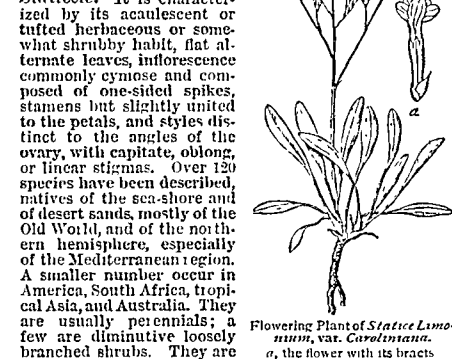 ized by its acaulescent or
tufted herbaceous or some-
what shrubby habit, flat al-
ternate leaves, inflorescence
commonly cymose and com-
posed of one-sided spikes,
stamens but slightly united
to the petals, and styles dis-
tinct to the angles of the
ovary, with capitate, oblong,
or linear stigmas. Over 120
species have been described,
natives of the sea-shore and
of desert sands, mostly of the
Old World, and of the north-
ern hemisphere, especially
of the Mediterranean region.
A smaller number occur in
America, South Africa, tropi-
cal Asia, and Australia. They
are usually perennials; a
few are diminutive loosely
branched shrubs. They are
a
Flowering Plant of Statice Limo-
nium, var. Caroliniana.
a, the flower with its bracts